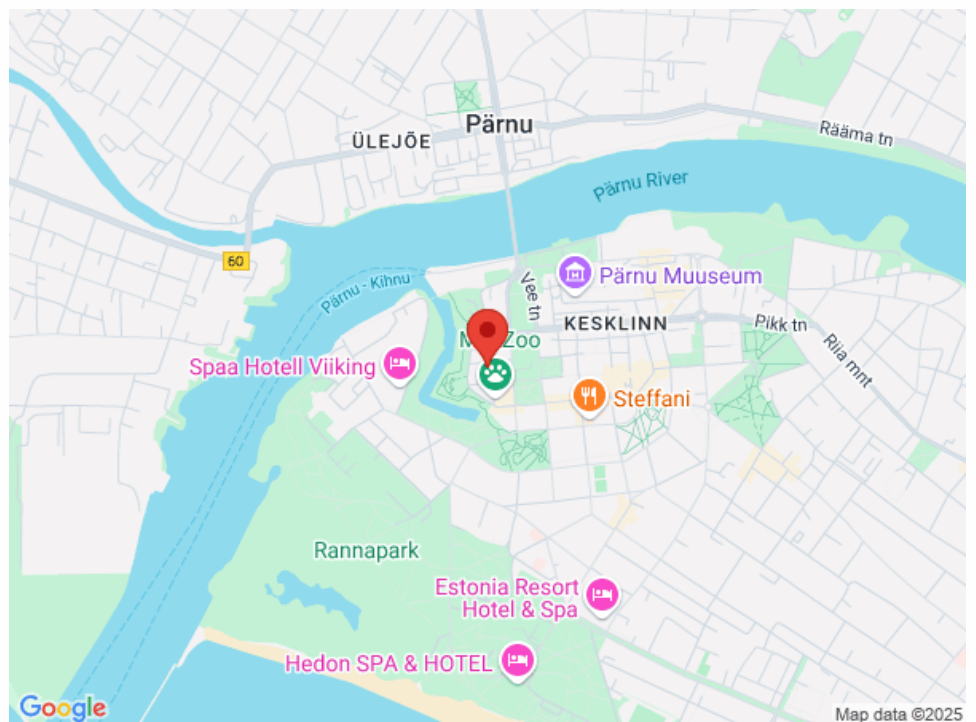 Pärnu
ÜLEJÕE
Rääma tn
Pärnu River
60
Pärnu - Kihnu
Vee tn
Pärnu Muuseum
KESKLINN
Pikk tn
Riia mnt
Zoo
Spaa Hotell Viiking
Steffani
Rannapark
Estonia Resort
Hotel & Spa
Hedon SPA & HOTEL
Google
Map data ©2025